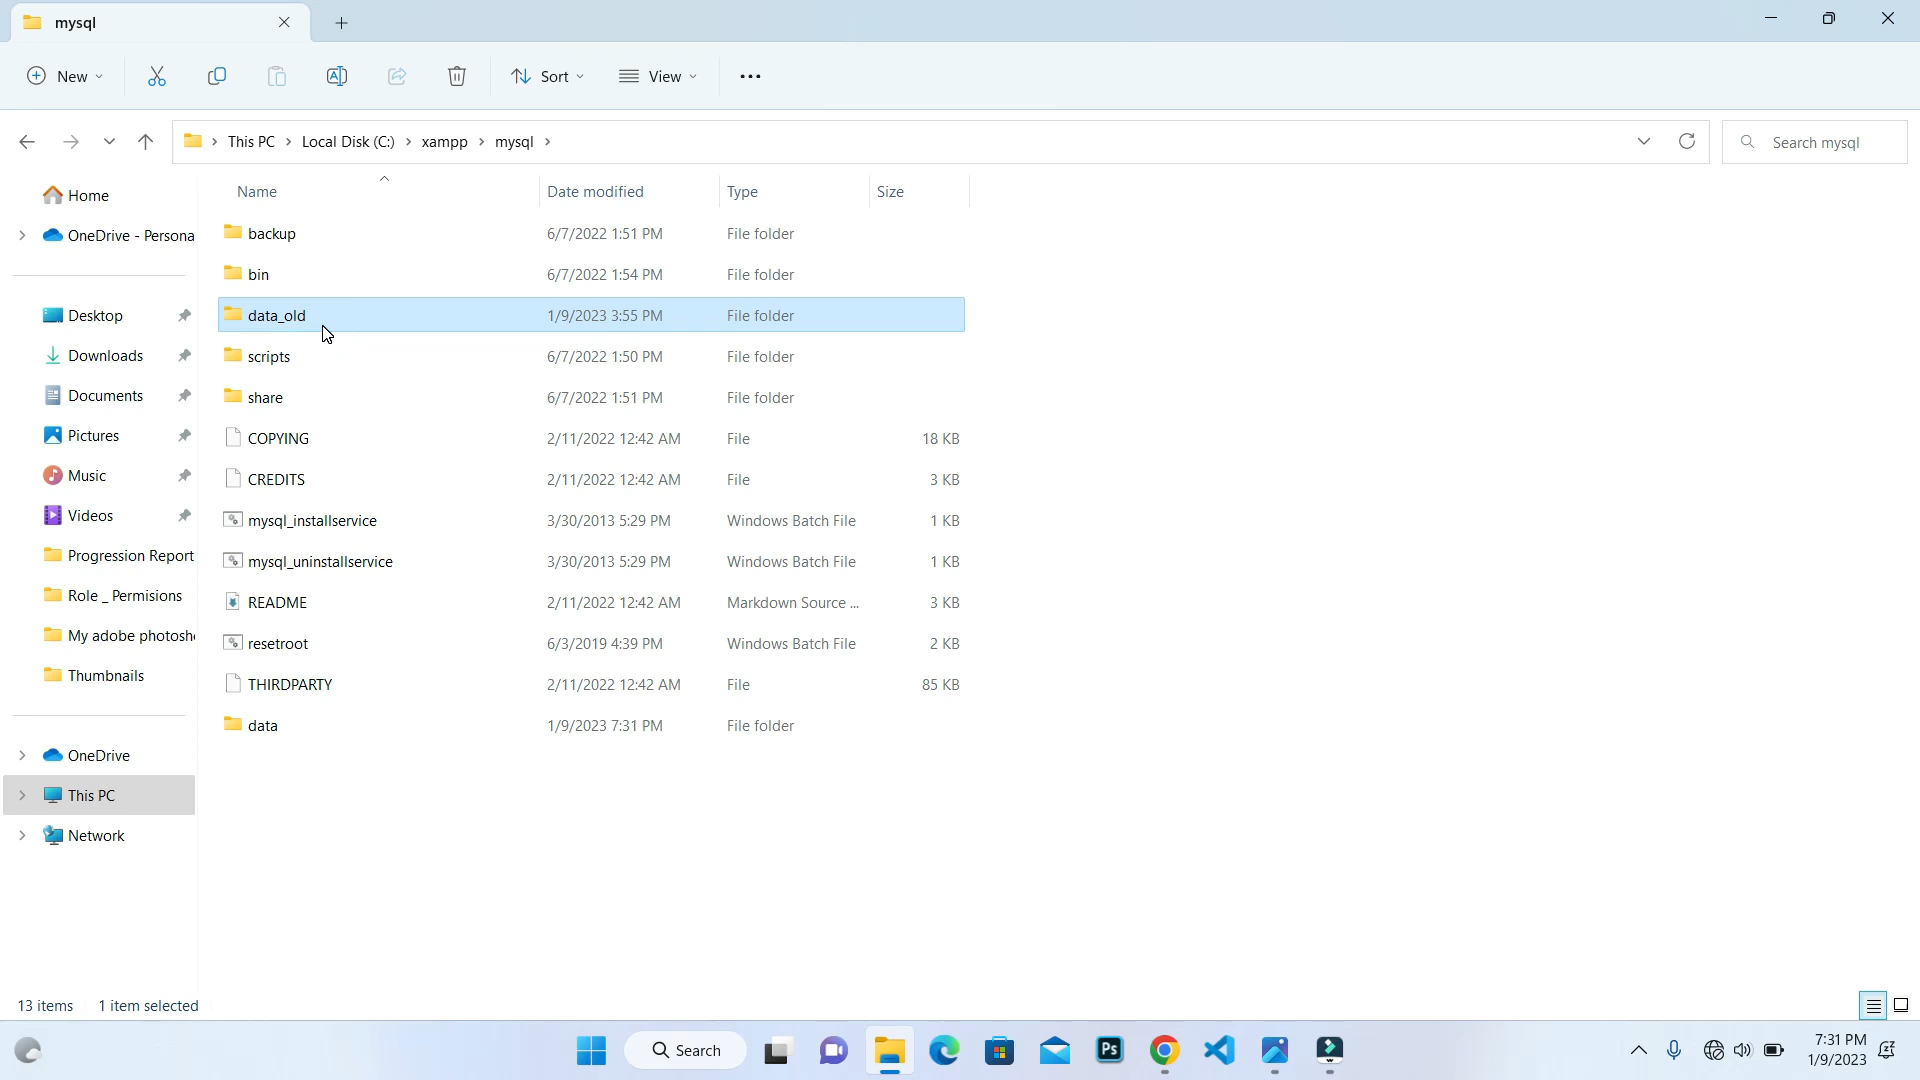 mysql
New
Sort
View
This PC
Local Disk (C:)
xampp
mysql
Search mysql
Name
Date modified
Type
Size
Home
OneDrive - Persona
Desktop
Downloads
Documents
Pictures
Music
Videos
Progression Report
Role _ Permisions
My adobe photosh
Thumbnails
OneDrive
This PC
Network
backup 6/7/2022 1:51 PM File folder
bin 6/7/2022 1:54 PM File folder
data_old 1/9/2023 3:55 PM File folder
scripts 6/7/2022 1:50 PM File folder
share 6/7/2022 1:51 PM File folder
COPYING 2/11/2022 12:42 AM File 18 KB
CREDITS 2/11/2022 12:42 AM File 3 KB
mysql_installservice 3/30/2013 5:29 PM Windows Batch File 1 KB
mysql_uninstallservice 3/30/2013 5:29 PM Windows Batch File 1 KB
README 2/11/2022 12:42 AM Markdown Source ... 3 KB
resetroot 6/3/2019 4:39 PM Windows Batch File 2 KB
THIRDPARTY 2/11/2022 12:42 AM File 85 KB
data 1/9/2023 7:31 PM File folder
13 items 1 item selected
Search
Ps
7:31 PM
1/9/2023